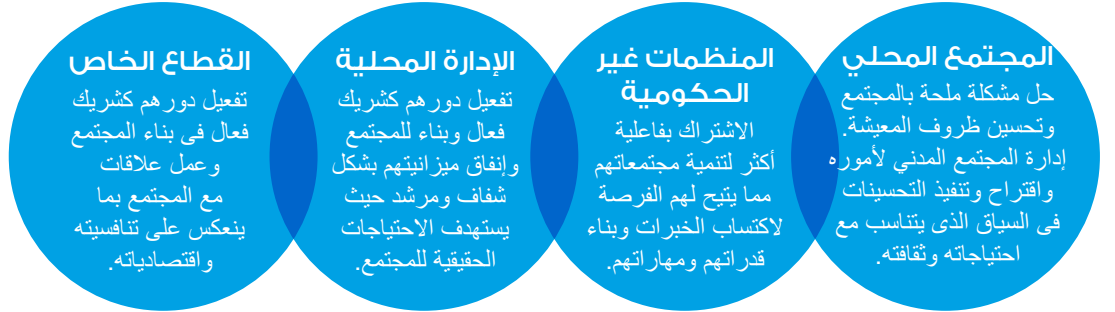 المجتمع المحلي
حل مشكلة ملحة بالمجتمع
وتحسين ظروف المعيشة.
إدارة المجتمع المدني لأموره
واقتراح وتنفيذ التحسينات
فى السياق الذى يتناسب مع
احتياجاته وثقافته.
المنظمات غير
الحكومية
الاشتراك بفاعلية
أكثر لتنمية مجتمعاتهم
مما يتيح لهم الفرصة
لاكتساب الخبرات وبناء
قدراتهم ومهاراتهم.
الإدارة المحلية
تفعيل دورهم كشريك
فعال وبناء للمجتمع
وإنفاق ميزانيتهم بشكل
شفاف ومرشد حيث
يستهدف الاحتياجات
الحقيقية للمجتمع.
القطاع الخاص
تفعيل دورهم كشريك
فعال فى بناء المجتمع
وعمل علاقات
مع المجتمع بما
ينعكس على تنافسيته
واقتصادياته.